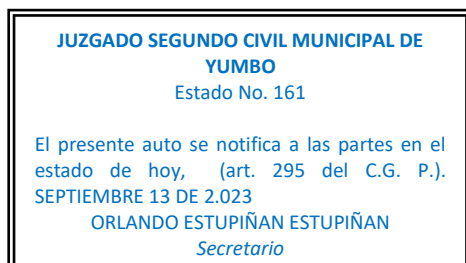 JUZGADO SEGUNDO CIVIL MUNICIPAL DE
YUMBO
Estado No. 161
El presente auto se notifica a las partes en el
estado de hoy, (art. 295 del C.G. P.).
SEPTIEMBRE 13 DE 2.023
ORLANDO ESTUPIÑAN ESTUPIÑAN
Secretario